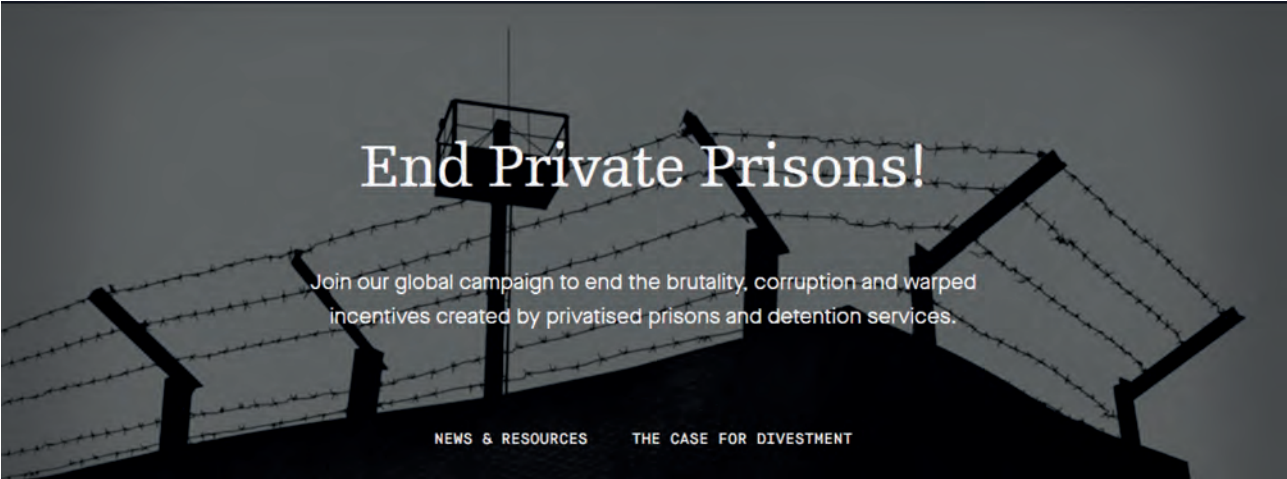 End Private Prisons!
Join our global campaign to end the brutality, corruption and warped
incentives created by privatised prisons and detention services.
NEWS & RESOURCES THE CASE FOR DIVESTMENT